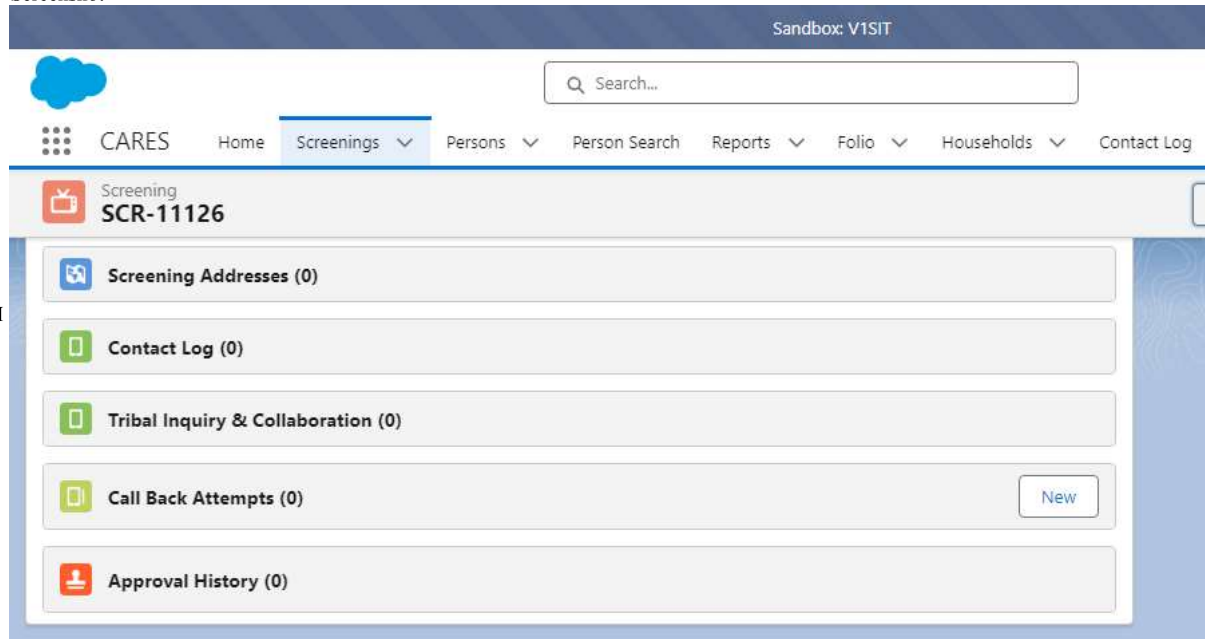 Sandbox: V1SIT
Search...
CARES Home Screenings Persons Person Search Reports Folio Households Contact Log
Screening
SCR-11126
Screening Addresses (0)
Contact Log (0)
Tribal Inquiry & Collaboration (0)
Call Back Attempts (0) New
Approval History (0)